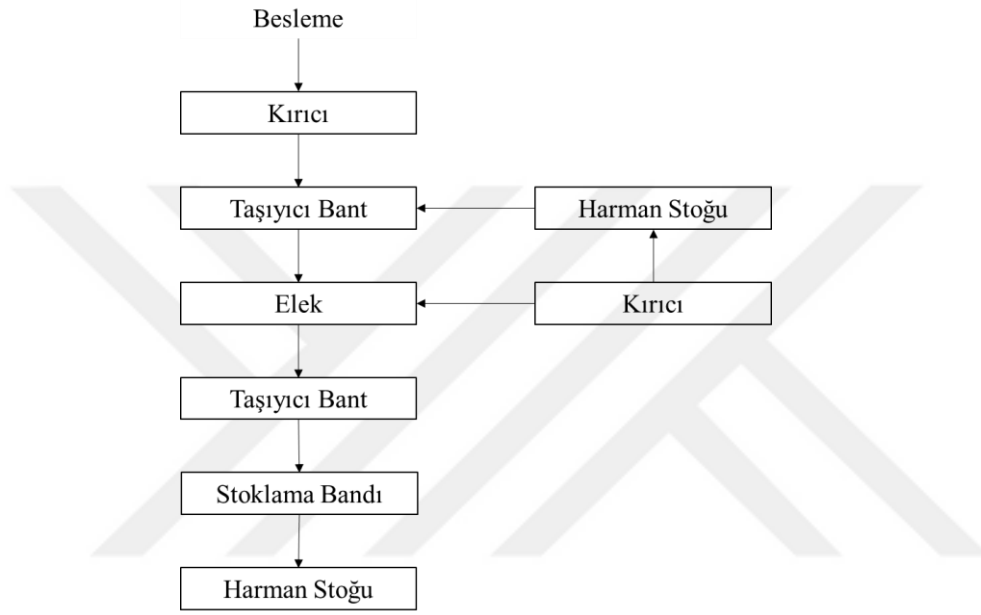 Besleme
Kırıcı
Taşıyıcı Bant
Harman Stoğu
Elek
Kırıcı
Taşıyıcı Bant
Stoklama Bandı
Harman Stoğu